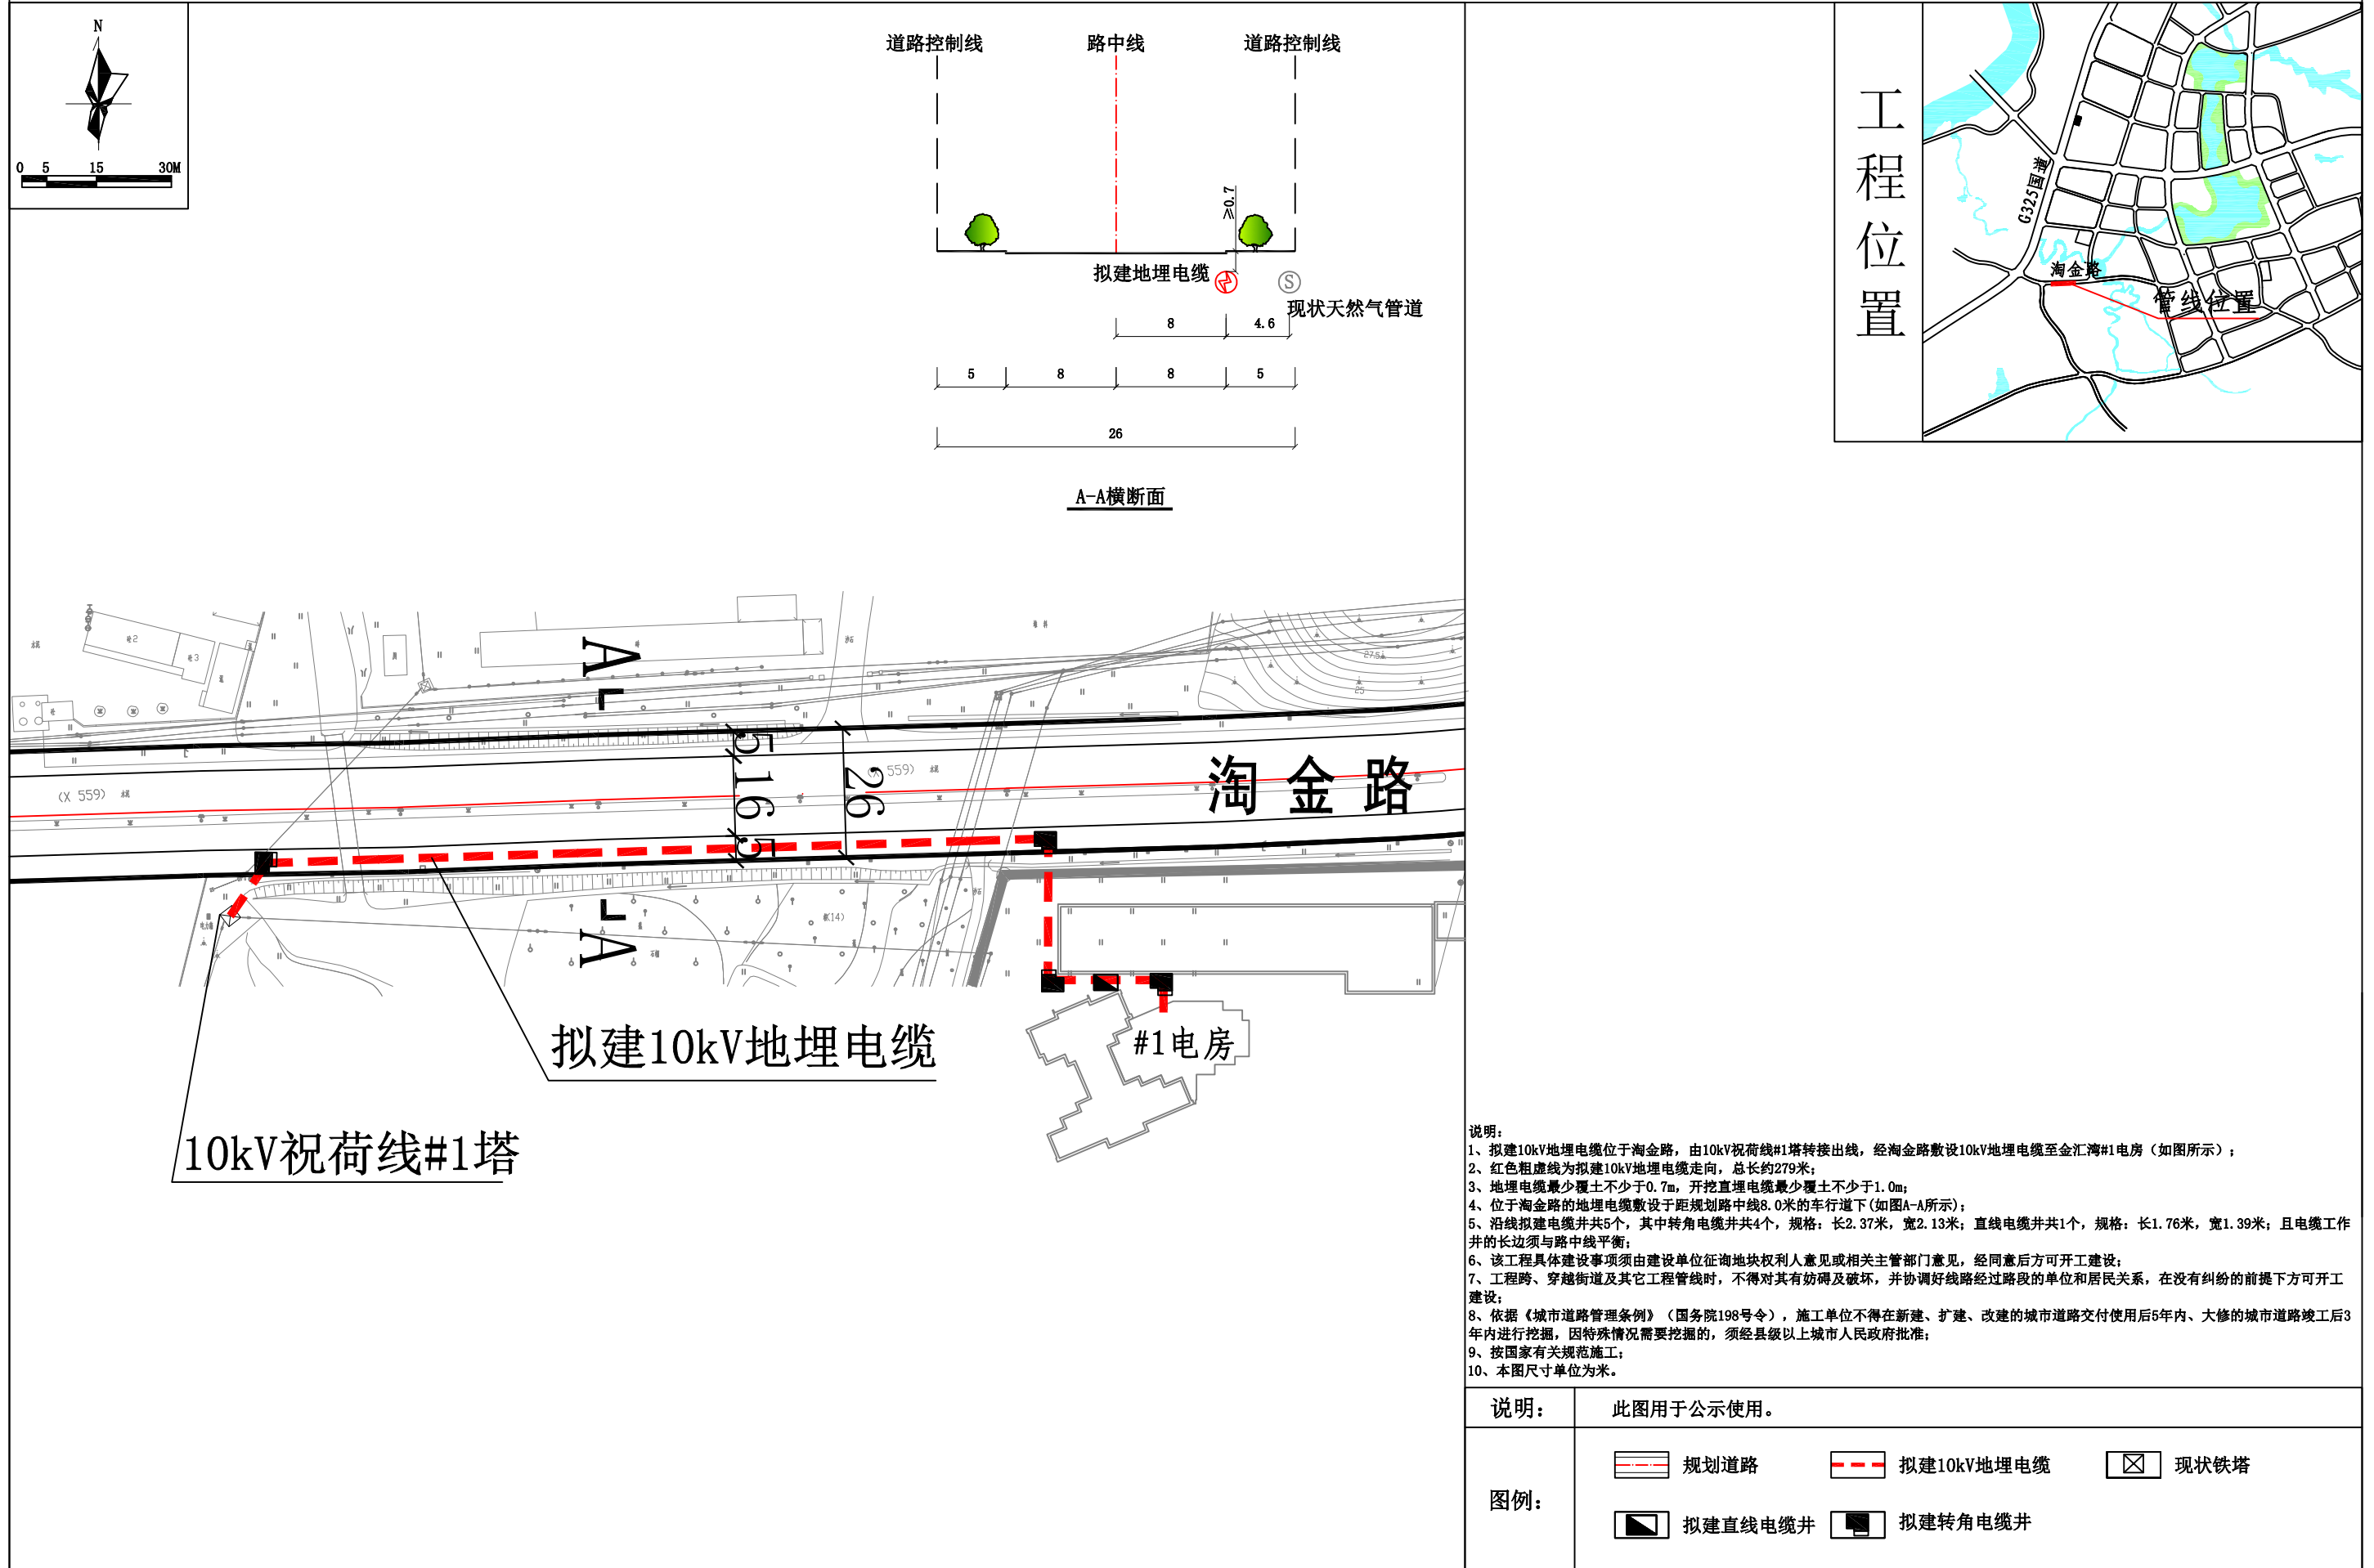 N
0 5 15 30M
道路控制线 路中线 道路控制线
≥0.7
拟建地埋电缆
S
现状天然气管道
8 4.6
5 8 8 5
26
A-A横断面
工程位置
G325国道
淘金路
管线位置
A
A
5
16
5
26
(X 559) 水泥
(X 559) 水泥
淘金路
砼2
砼3
27.5
25
(14)
拟建10kV地埋电缆
10kV祝荷线#1塔
#1电房
说明：
1、拟建10kV地埋电缆位于淘金路，由10kV祝荷线#1塔转接出线，经淘金路敷设10kV地埋电缆至金汇湾#1电房（如图所示）；
2、红色粗虚线为拟建10kV地埋电缆走向，总长约279米；
3、地埋电缆最少覆土不少于0.7m，开挖直埋电缆最少覆土不少于1.0m；
4、位于淘金路的地埋电缆敷设于距规划路中线8.0米的车行道下(如图A-A所示)；
5、沿线拟建电缆井共5个，其中转角电缆井共4个，规格：长2.37米，宽2.13米；直线电缆井共1个，规格：长1.76米，宽1.39米；且电缆工作
井的长边须与路中线平衡；
6、该工程具体建设事项须由建设单位征询地块权利人意见或相关主管部门意见，经同意后方可开工建设；
7、工程跨、穿越街道及其它工程管线时，不得对其有妨碍及破坏，并协调好线路经过路段的单位和居民关系，在没有纠纷的前提下方可开工
建设；
8、依据《城市道路管理条例》（国务院198号令），施工单位不得在新建、扩建、改建的城市道路交付使用后5年内、大修的城市道路竣工后3
年内进行挖掘，因特殊情况需要挖掘的，须经县级以上城市人民政府批准；
9、按国家有关规范施工；
10、本图尺寸单位为米。
说明： 此图用于公示使用。
图例：
规划道路 拟建10kV地埋电缆 现状铁塔
拟建直线电缆井 拟建转角电缆井